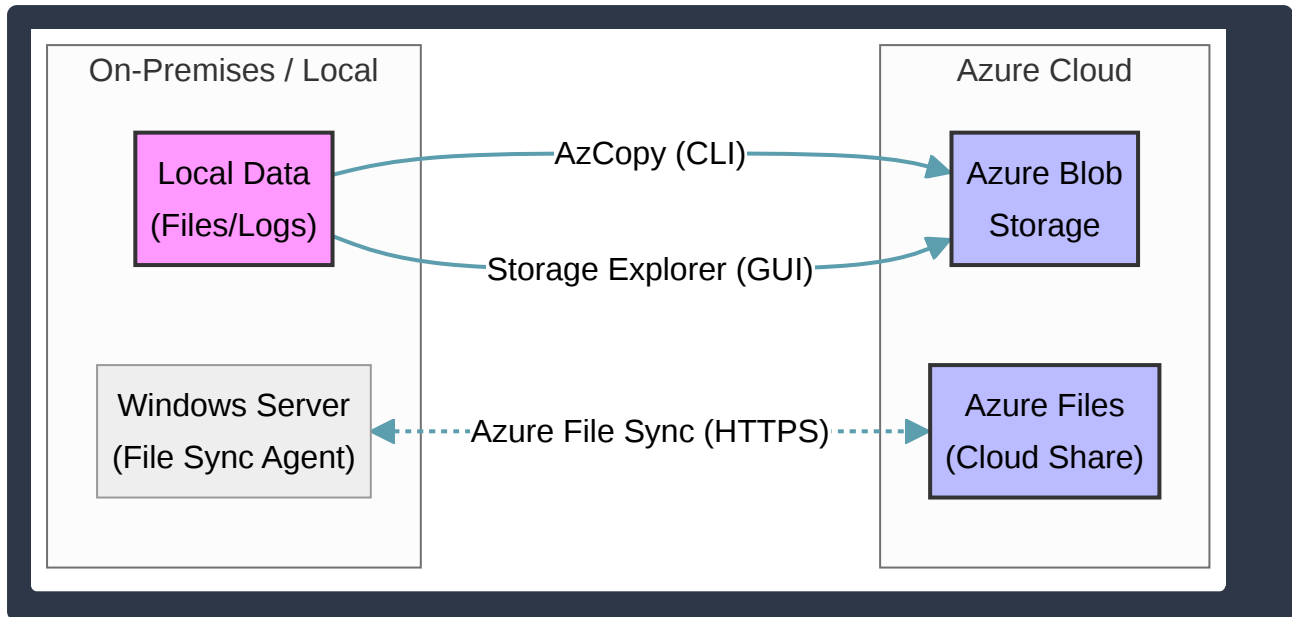 On-Premises / Local
Azure Cloud
Local Data
(Files/Logs)
AzCopy (CLI)
Storage Explorer (GUI)
Azure Blob
Storage
Windows Server
(File Sync Agent)
Azure File Sync (HTTPS)
Azure Files
(Cloud Share)